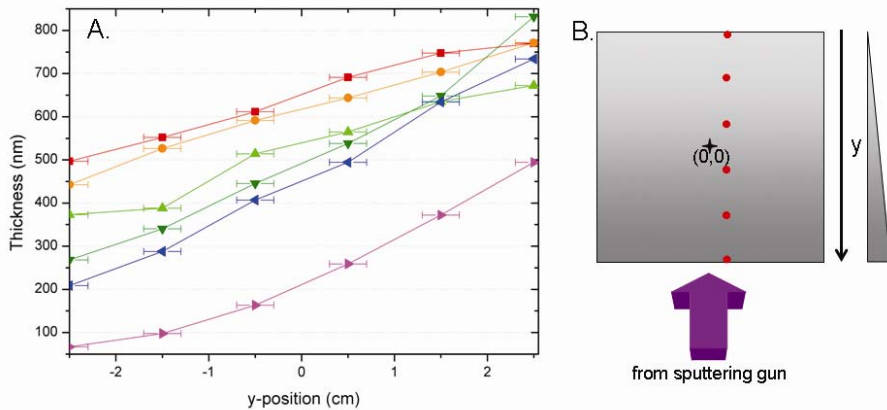 A.
800
700
600
500
400
300
200
100
Thickness (nm)
-2
-1
0
1
2
y-position (cm)
B.
(0,0)
y
from sputtering gun